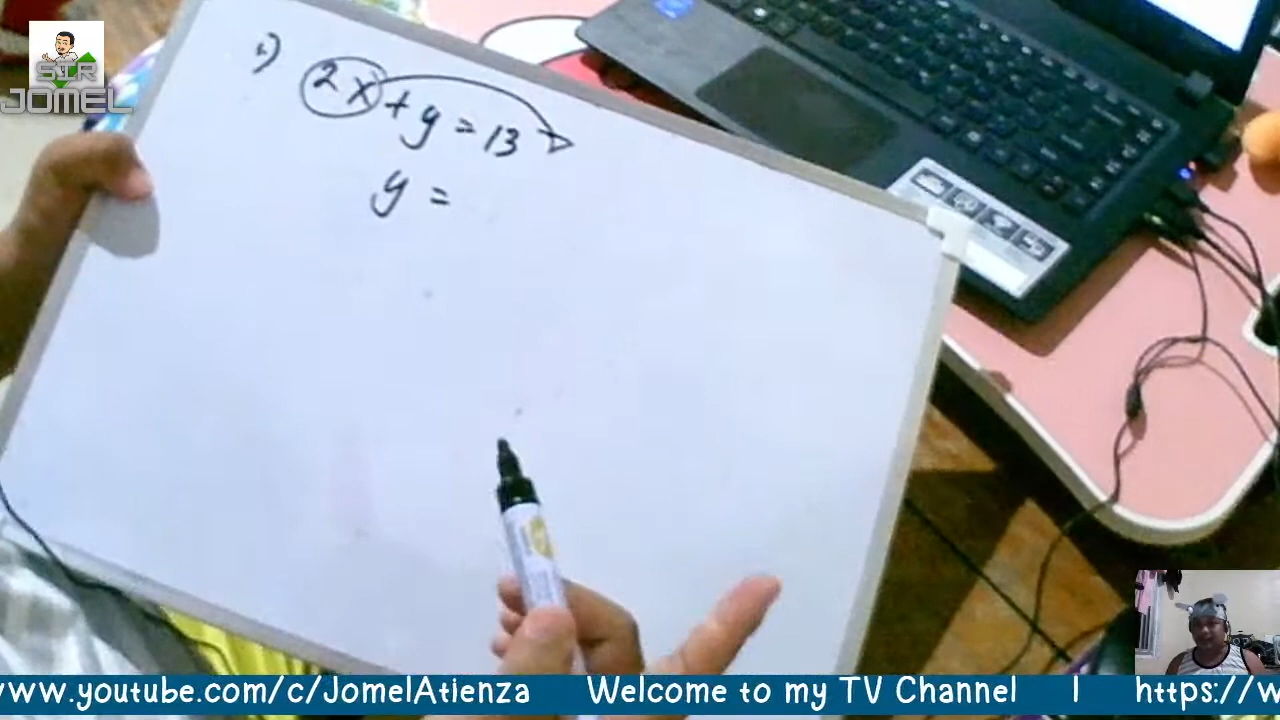 SIR
JOMEL
1) 2x + y = 13
y =
www.youtube.com/c/JomelAtienza Welcome to my TV Channel | https://w